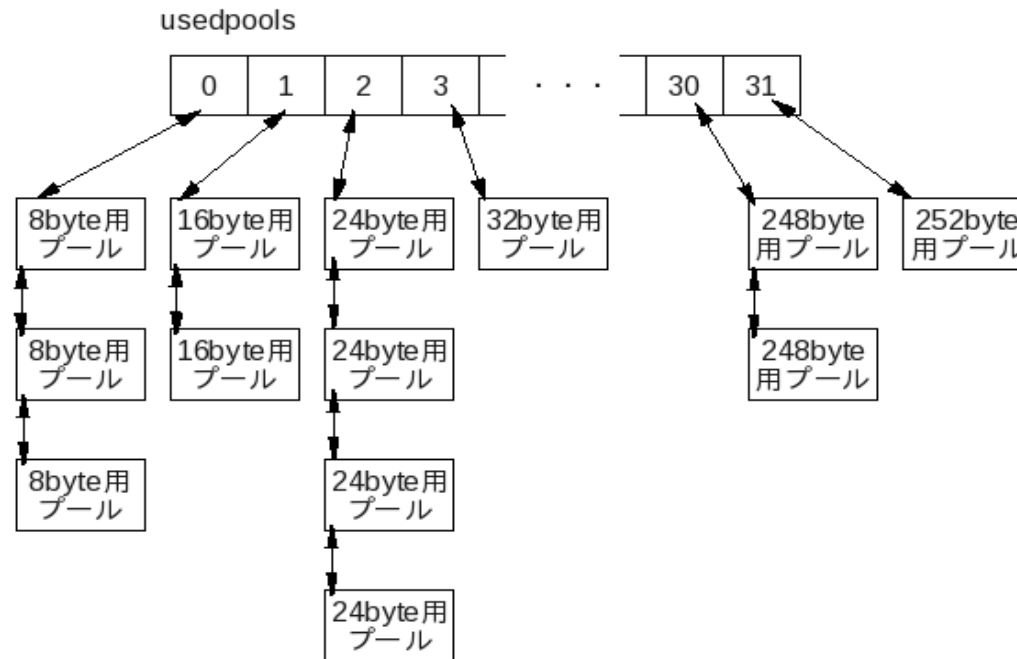 usedpools
0 1 2 3 · · · 30 31
8byte用
プール
16byte用
プール
24byte用
プール
32byte用
プール
248byte
用プール
252byte
用プール
8byte用
プール
16byte用
プール
24byte用
プール
248byte
用プール
8byte用
プール
24byte用
プール
24byte用
プール